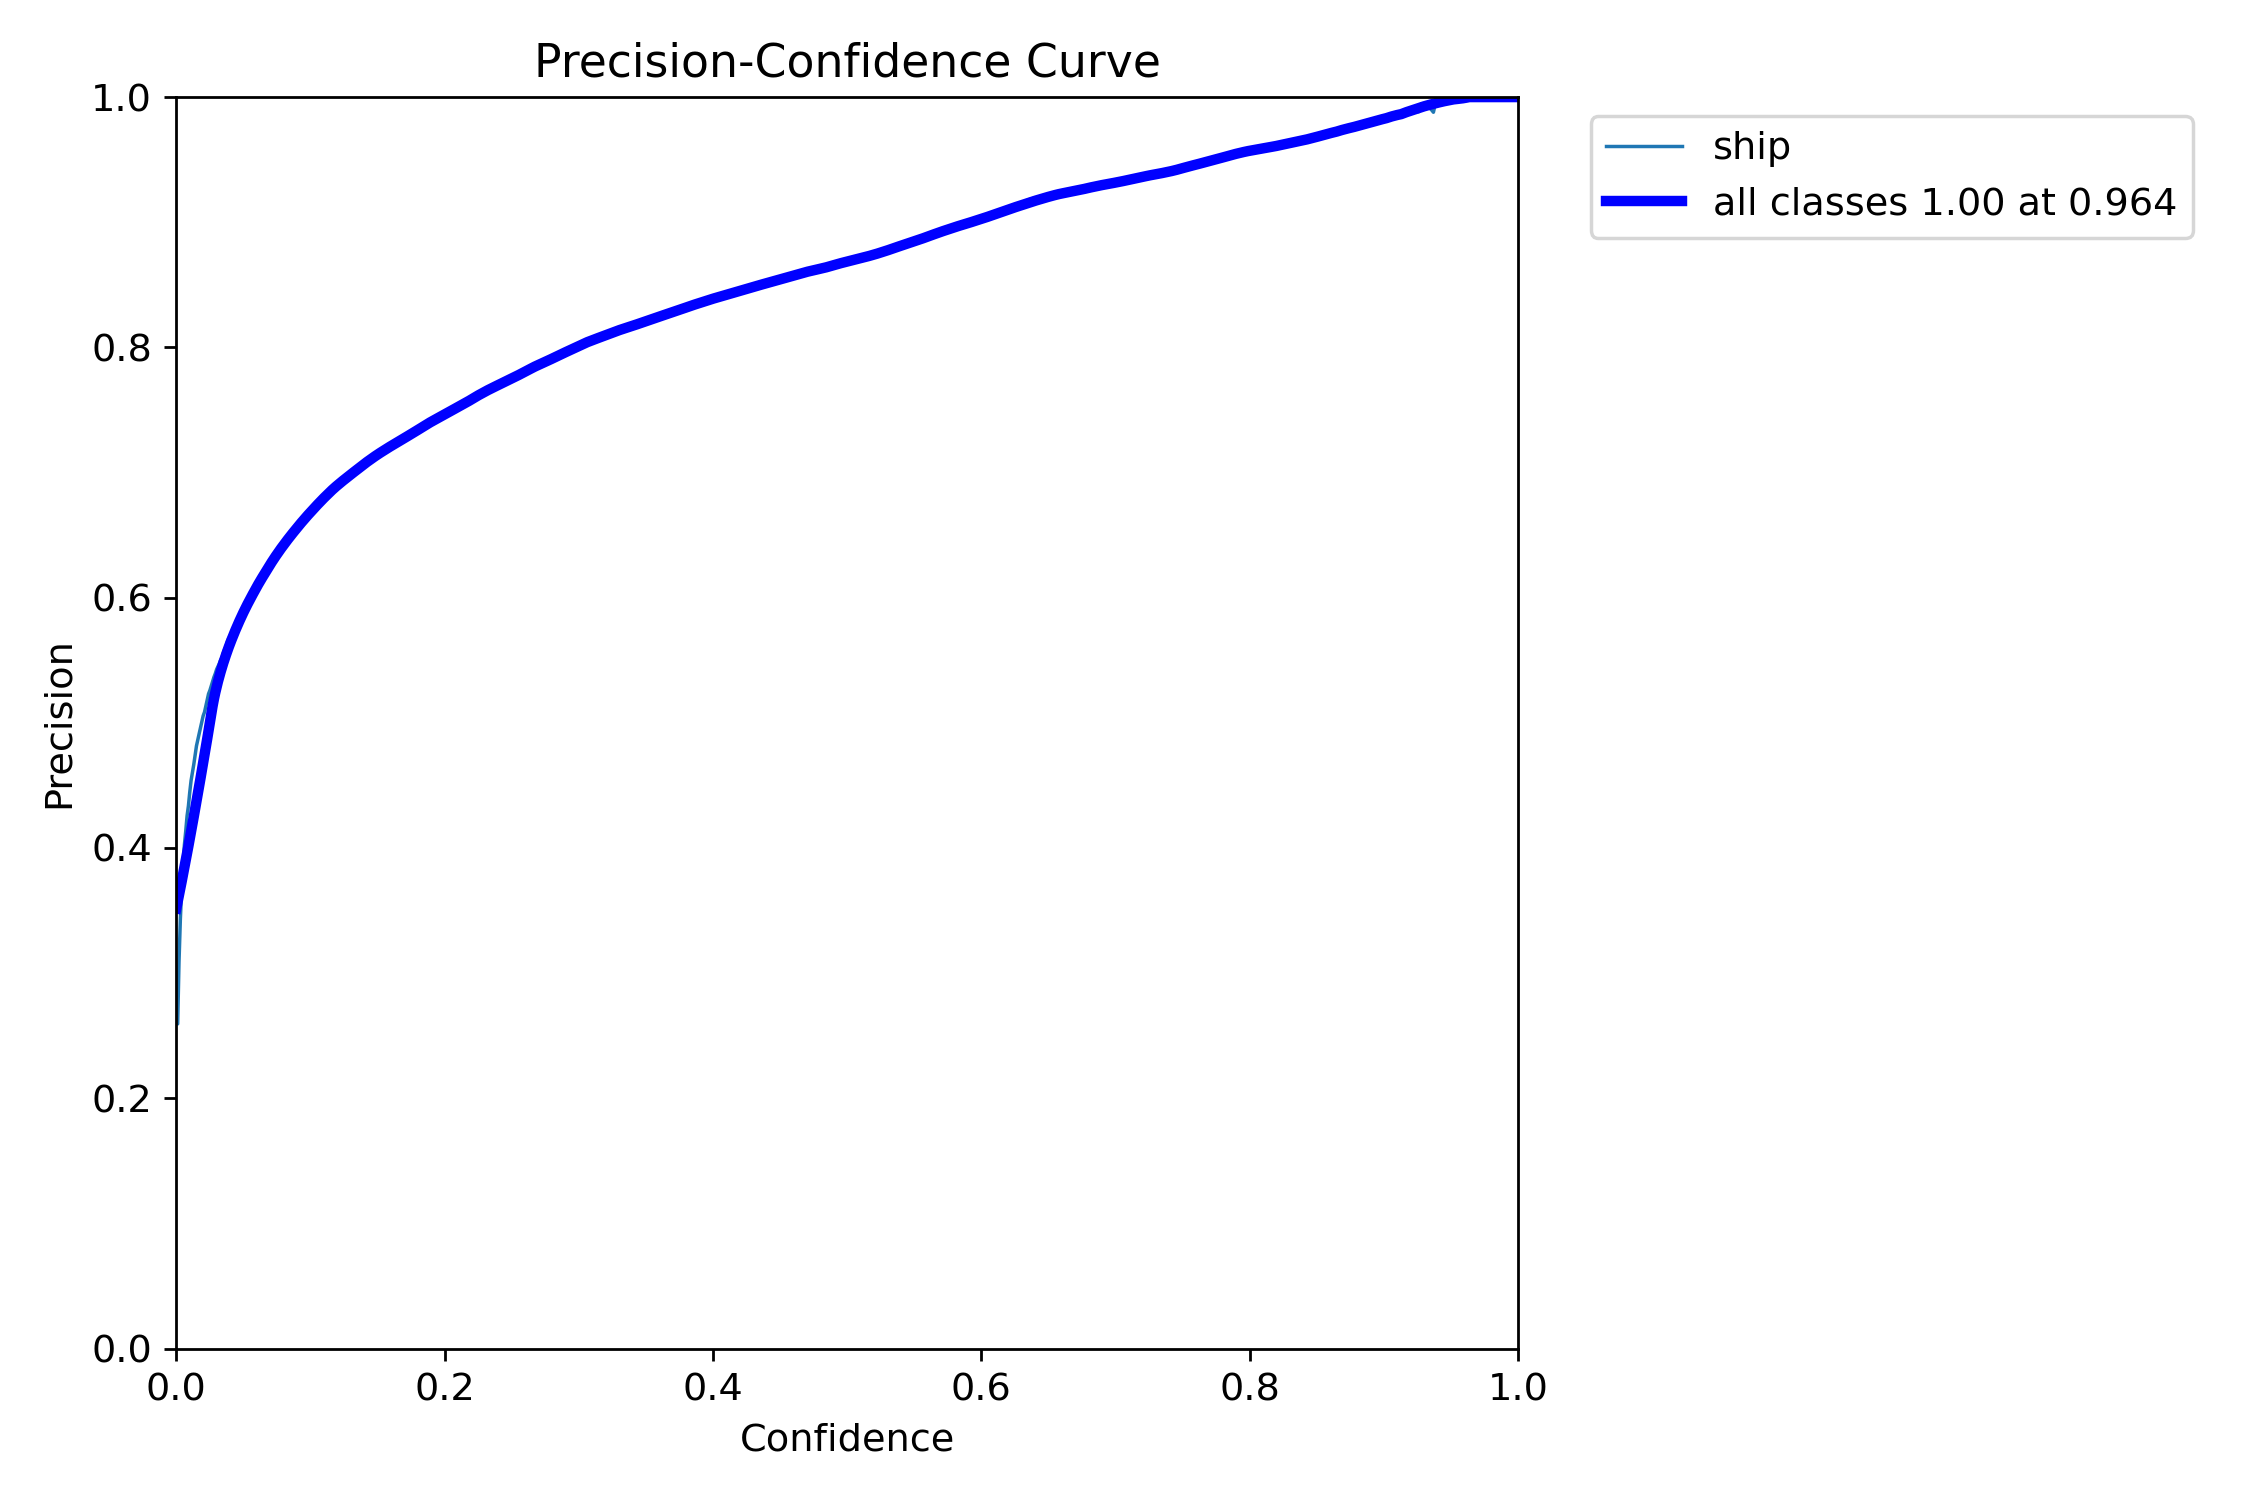 Precision-Confidence Curve
1.0
0.8
0.6
0.4
0.2
0.0
Precision
0.0 0.2 0.4 0.6 0.8 1.0
Confidence
ship
all classes 1.00 at 0.964